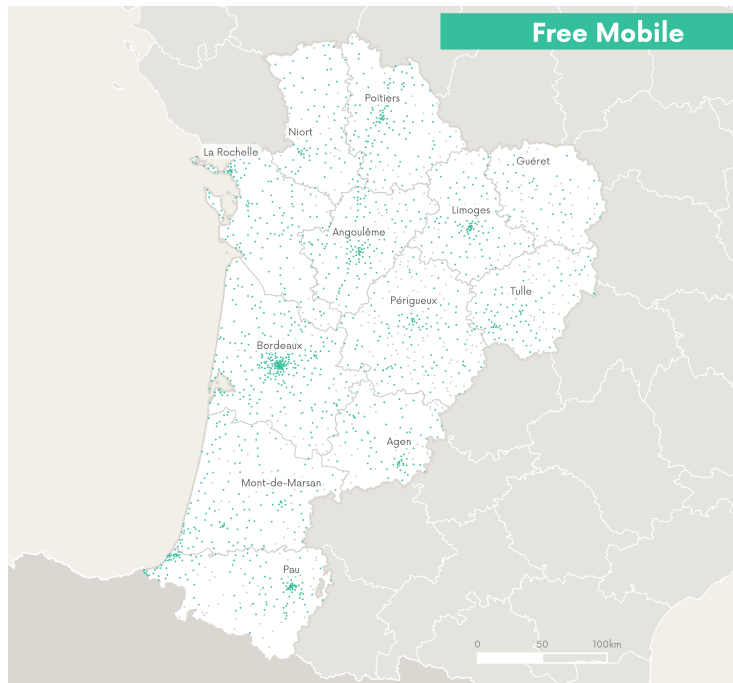 Free Mobile
Poitiers
Niort
La Rochelle
Guéret
Limoges
Angoulême
Tulle
Périgueux
Bordeaux
Agen
Mont-de-Marsan
Pau
0 50 100km